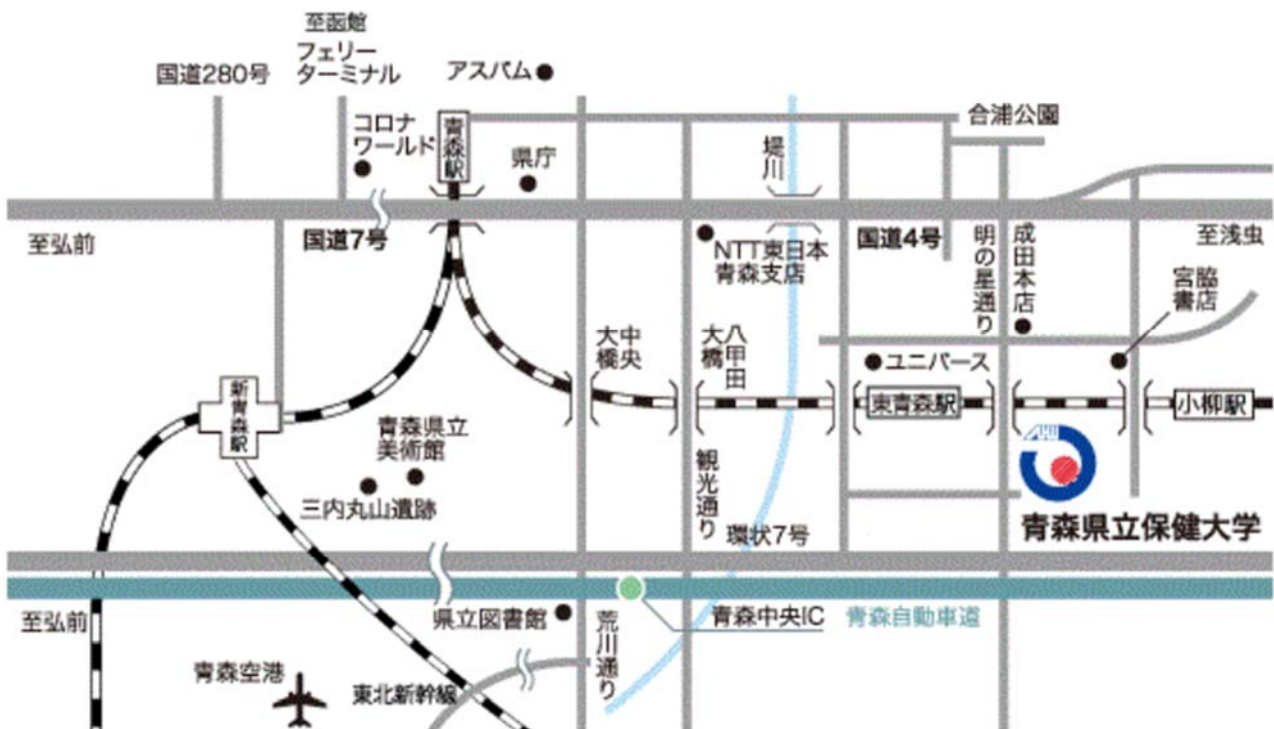 至函館
フェリー
ターミナル
国道280号
アスパム
コロナ
ワールド
青森駅
県庁
堤川
合浦公園
至弘前
国道7号
NTT東日本
青森支店
国道4号
明の星通り
成田本店
至浅虫
宮脇
書店
中央
大橋
八甲田
大橋
ユニバース
東青森駅
小柳駅
新青森駅
青森県立
美術館
三内丸山遺跡
観光通り
環状7号
AHW
青森県立保健大学
至弘前
県立図書館
荒川通り
青森中央IC
青森自動車道
青森空港
東北新幹線